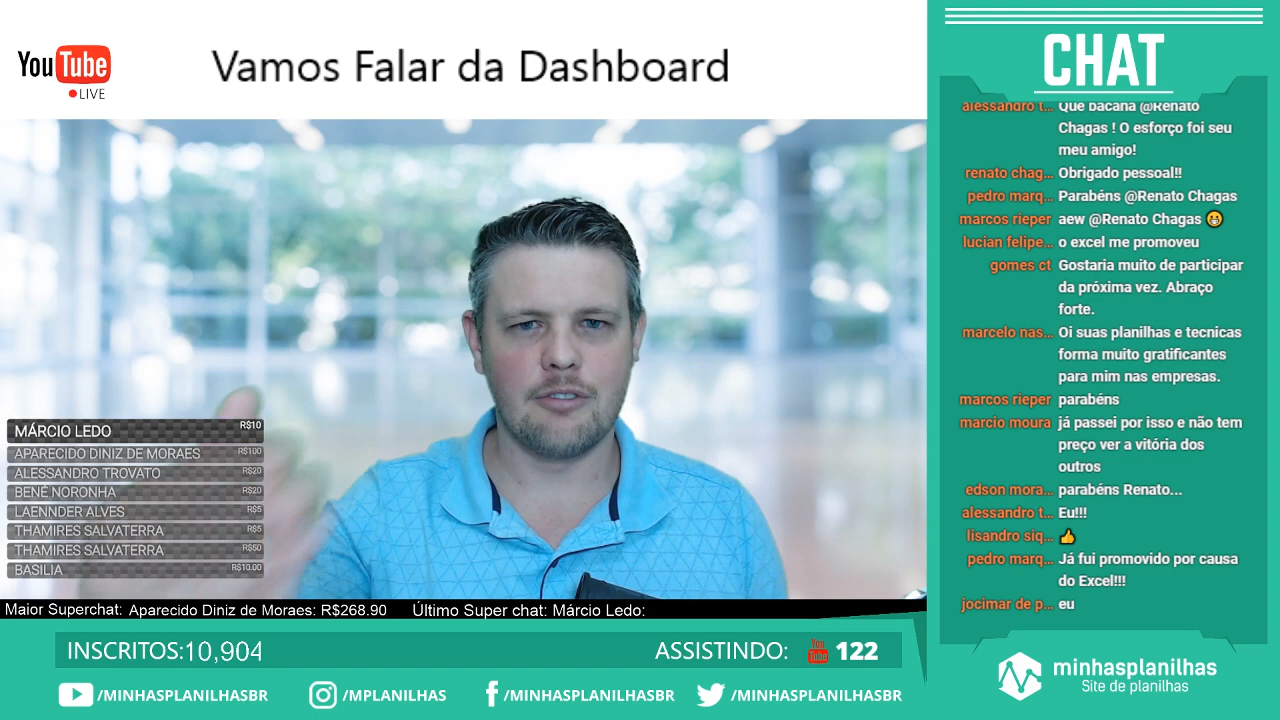 YouTube
LIVE
Vamos Falar da Dashboard
MÁRCIO LEDO R$10
APARECIDO DINIZ DE MORAES R$100
ALESSANDRO TROVATO R$20
BENÊ NORONHA R$20
LAENNDER ALVES R$5
THAMIRES SALVATERRA R$5
THAMIRES SALVATERRA R$50
BASILIA R$10.00
Maior Superchat: Aparecido Diniz de Moraes: R$268.90 Último Super chat: Márcio Ledo:
INSCRITOS:10,904 ASSISTINDO: You Tube 122
/MINHASPLANILHASBR /MPLANILHAS /MINHASPLANILHASBR /MINHASPLANILHASBR
CHAT
alessandro t... Que bacana @Renato
Chagas ! O esforço foi seu
meu amigo!
renato chag... Obrigado pessoal!!
pedro marq... Parabéns @Renato Chagas
marcos rieper aew @Renato Chagas 😁
lucian felipe... o excel me promoveu
gomes ct Gostaria muito de participar
da próxima vez. Abraço
forte.
marcelo nas... Oi suas planilhas e tecnicas
forma muito gratificantes
para mim nas empresas.
marcos rieper parabéns
marcio moura já passei por isso e não tem
preço ver a vitória dos
outros
edson mora... parabéns Renato...
alessandro t... Eu!!!
lisandro siq... 👍
pedro marq... Já fui promovido por causa
do Excel!!!
jocimar de p... eu
minhasplanilhas
Site de planilhas